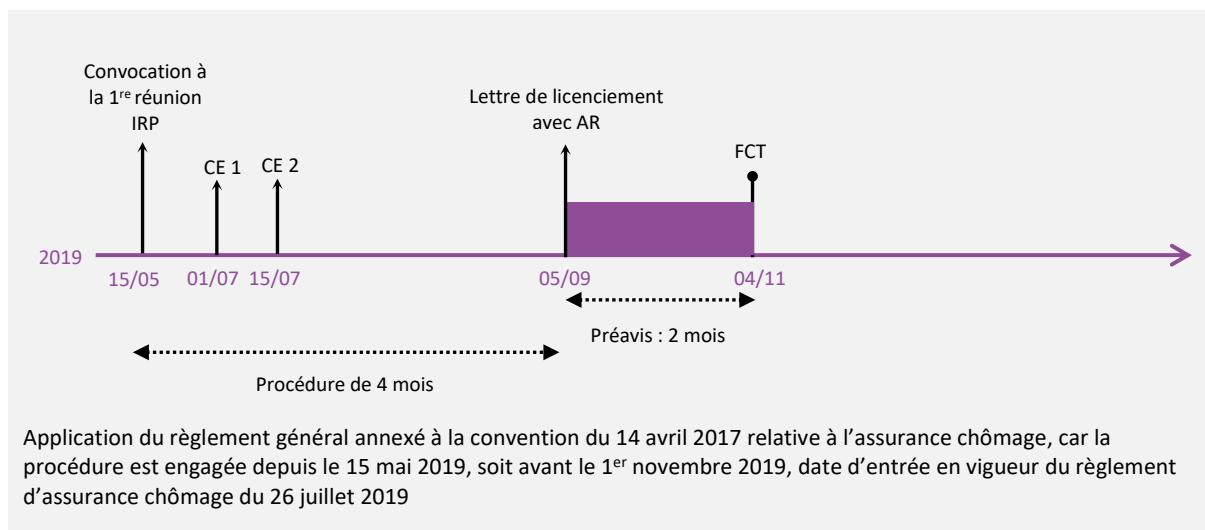 Convocation à
la 1re réunion
IRP
CE 1
CE 2
Lettre de licenciement
avec AR
FCT
2019
15/05
01/07
15/07
05/09
04/11
Préavis : 2 mois
Procédure de 4 mois
Application du règlement général annexé à la convention du 14 avril 2017 relative à l’assurance chômage, car la
procédure est engagée depuis le 15 mai 2019, soit avant le 1er novembre 2019, date d’entrée en vigueur du règlement
d’assurance chômage du 26 juillet 2019